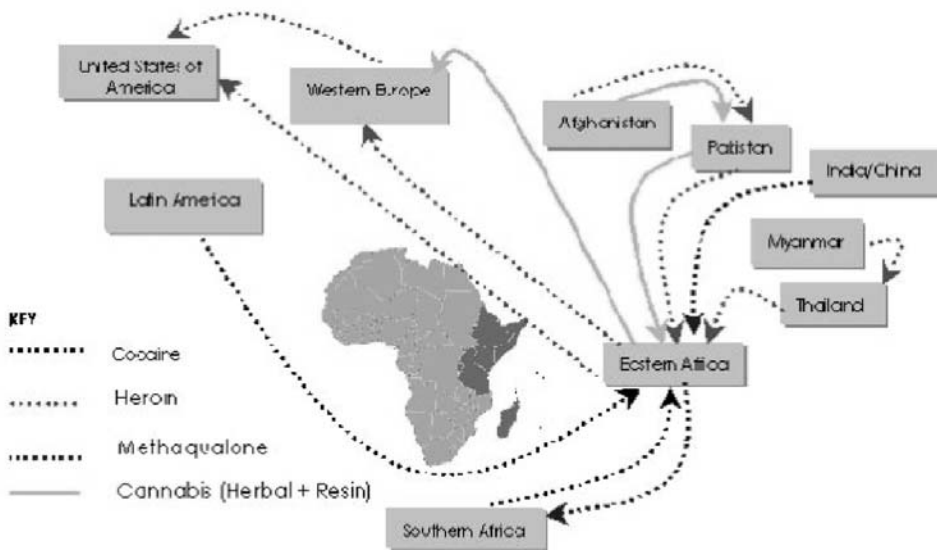 United States of
America
Western Europe
Afghanistan
Pakistan
India/China
Latin America
Myanmar
Thailand
KEY
Cocaine
Heroin
Methaqualone
Cannabis (Herbal + Resin)
Eastern Africa
Southern Africa